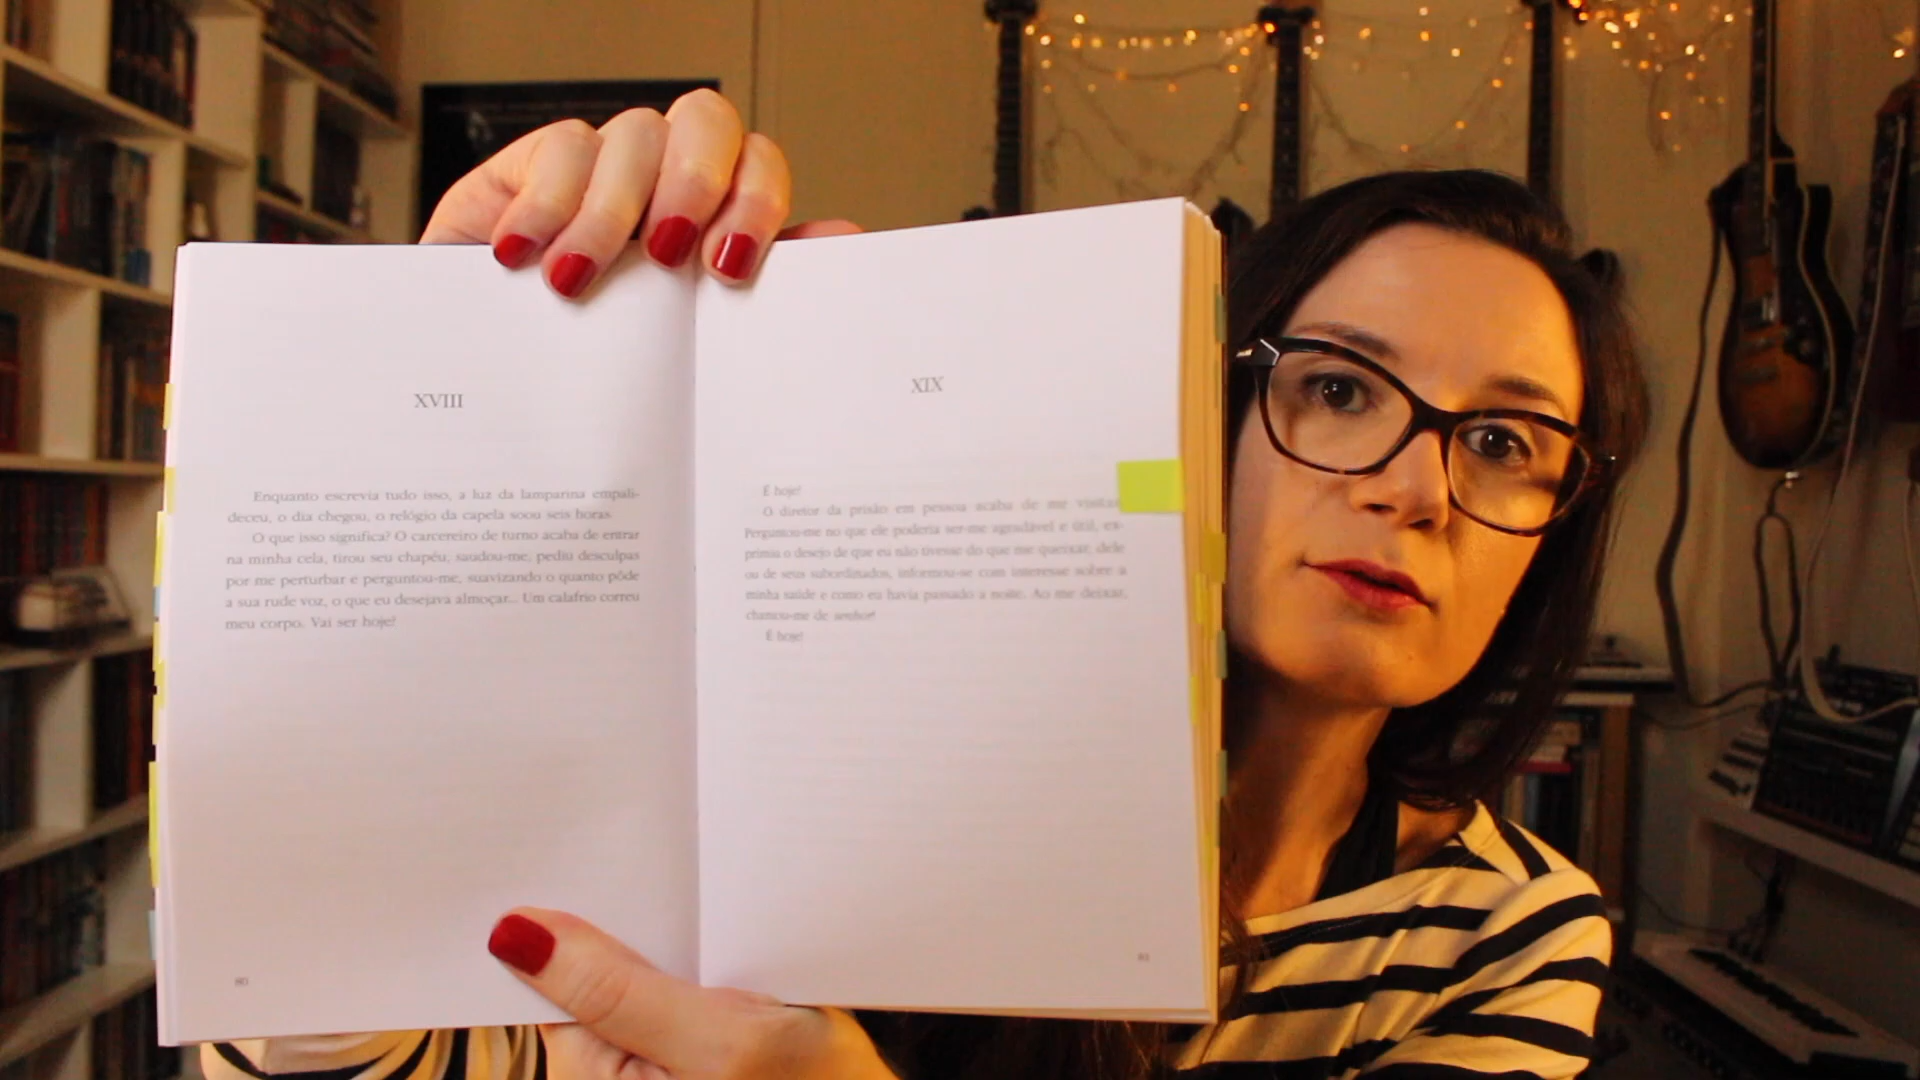 XVIII
Enquanto escrevia tudo isso, a luz da lamparina empali-
deceu, o dia chegou, o relógio da capela soou seis horas.
O que isso significa? O carcereiro de turno acaba de entrar
na minha cela, tirou seu chapéu, saudou-me, pediu desculpas
por me perturbar e perguntou-me, suavizando o quanto pôde
a sua rude voz, o que eu desejava almoçar... Um calafrio correu
meu corpo. Vai ser hoje!
80
XIX
É hoje!
O diretor da prisão em pessoa acaba de me visitar.
Perguntou-me no que ele poderia ser-me agradável e útil, ex-
primiu o desejo de que eu não tivesse do que me queixar, dele
ou de seus subordinados, informou-se com interesse sobre a
minha saúde e como eu havia passado a noite. Ao me deixar,
chamou-me de senhor!
É hoje!
81